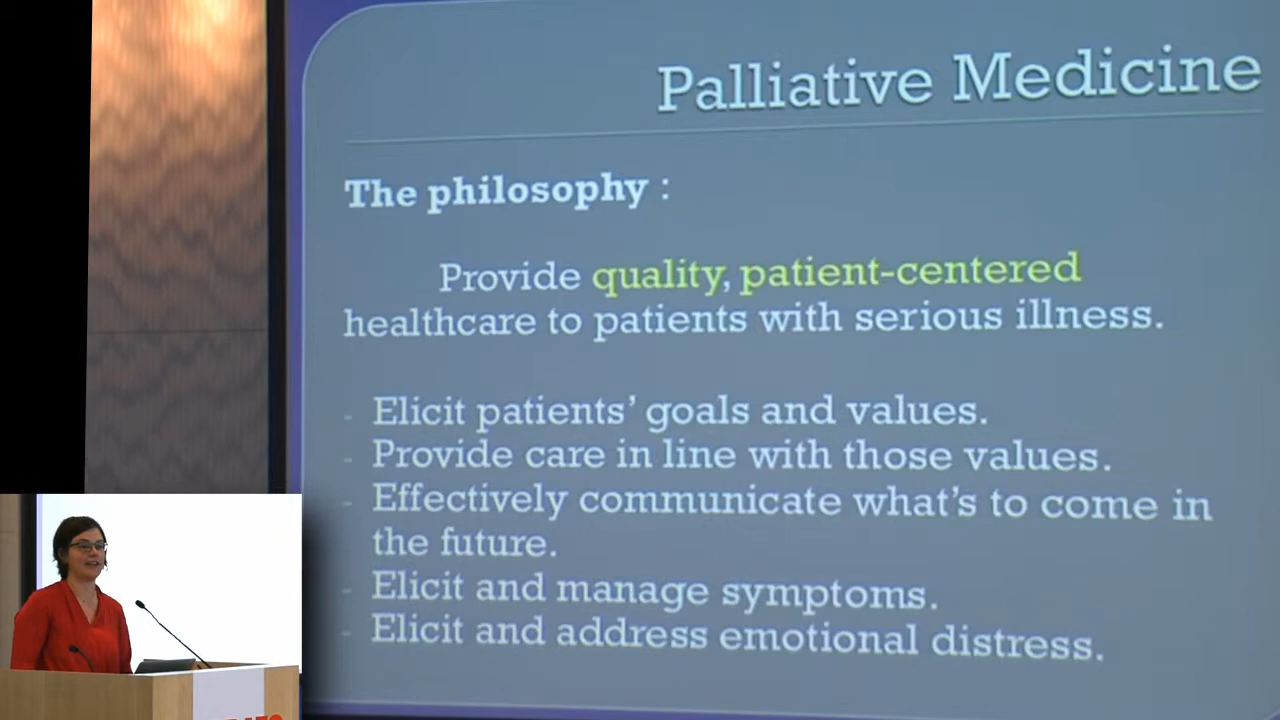 Palliative Medicine
The philosophy :
Provide quality, patient-centered
healthcare to patients with serious illness.
- Elicit patients’ goals and values.
- Provide care in line with those values.
- Effectively communicate what’s to come in
the future.
- Elicit and manage symptoms.
- Elicit and address emotional distress.